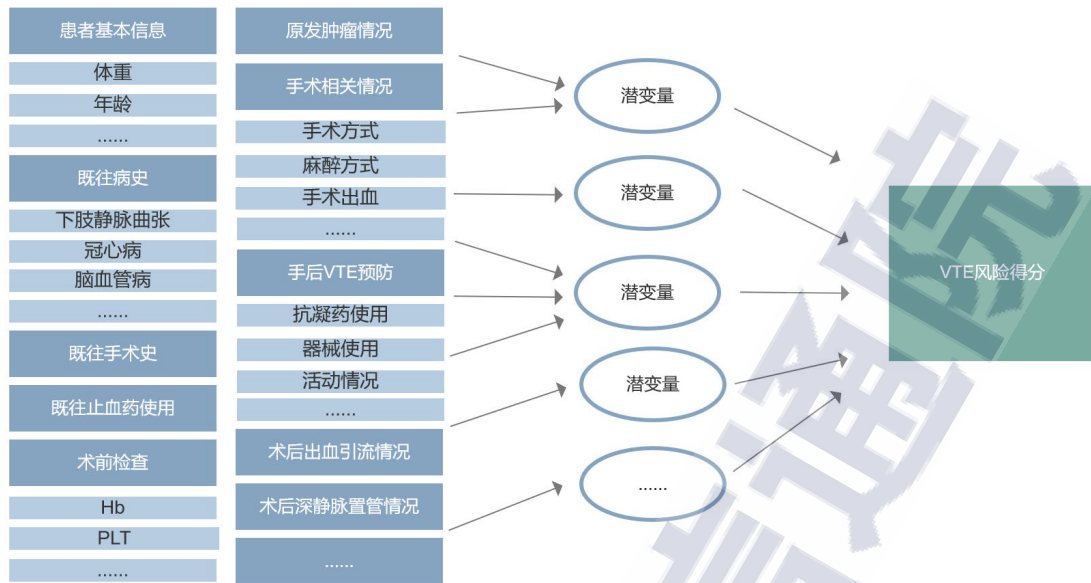 患者基本信息
体重
年龄
......
既往病史
下肢静脉曲张
冠心病
脑血管病
......
既往手术史
既往止血药使用
术前检查
Hb
PLT
......
原发肿瘤情况
手术相关情况
手术方式
麻醉方式
手术出血
......
手后VTE预防
抗凝药使用
器械使用
活动情况
......
术后出血引流情况
术后深静脉置管情况
......
潜变量
潜变量
潜变量
潜变量
......
VTE风险得分